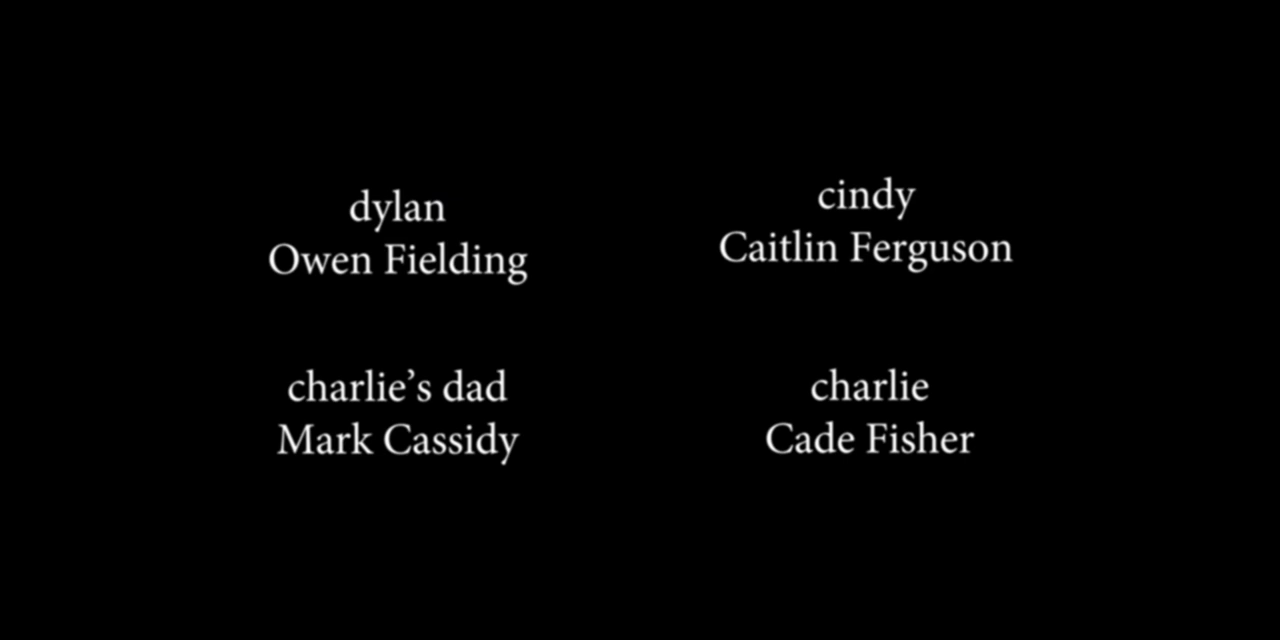 dylan
Owen Fielding
cindy
Caitlin Ferguson
charlie’s dad
Mark Cassidy
charlie
Cade Fisher